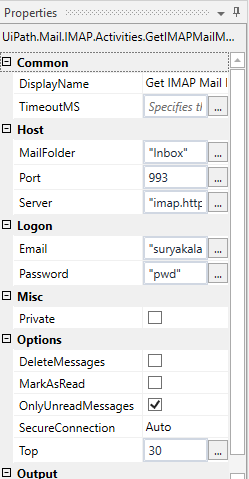 Properties
UiPath.Mail.IMAP.Activities.GetIMAPMailM...
Common
DisplayName Get IMAP Mail
TimeoutMS Specifies th ...
Host
MailFolder "Inbox" ...
Port 993 ...
Server "imap.http ...
Logon
Email "suryakala ...
Password "pwd" ...
Misc
Private
Options
DeleteMessages
MarkAsRead
OnlyUnreadMessages
SecureConnection Auto
Top 30 ...
Output